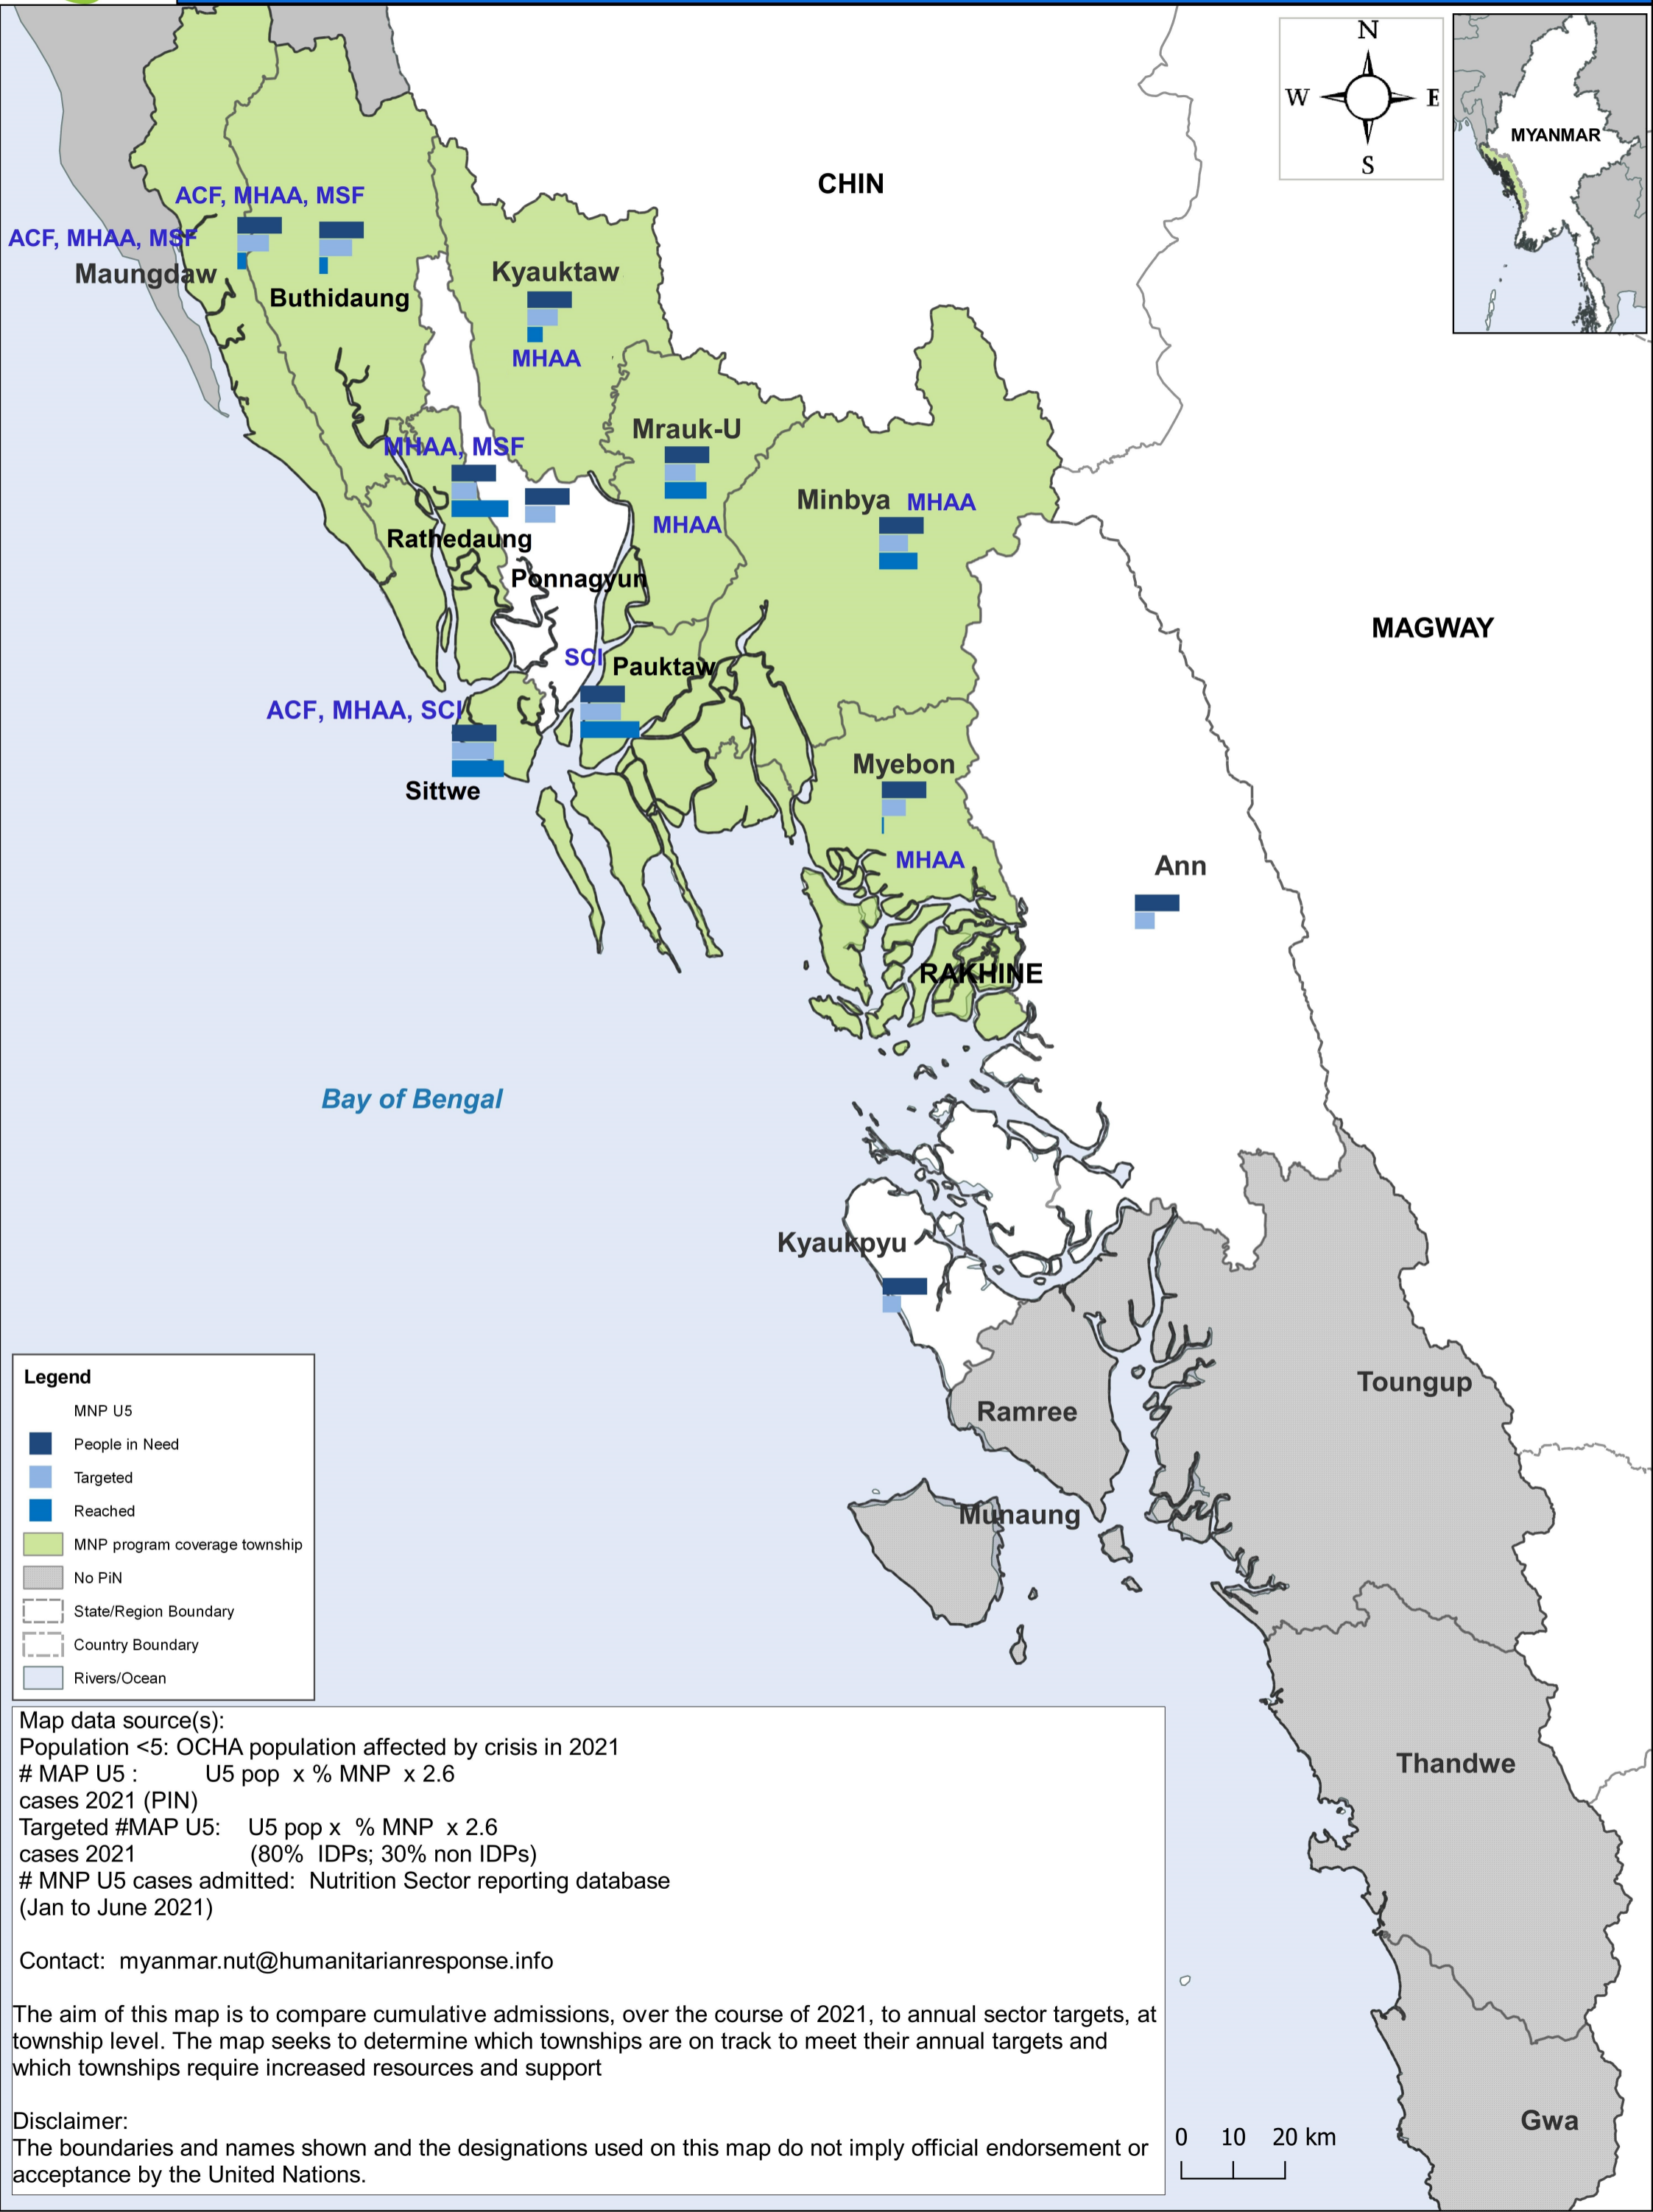 N
W E
S
MYANMAR
CHIN
ACF, MHAA, MSF
ACF, MHAA, MSF
Maungdaw
Buthidaung
Kyauktaw
MHAA
Mrauk-U
MHAA
MHAA, MSF
Rathedaung
Minbya MHAA
Ponnagyun
MAGWAY
SCI
Pauktaw
ACF, MHAA, SCI
Sittwe
Myebon
MHAA
Ann
RAKHINE
Bay of Bengal
Kyaukpyu
Ramree
Toungup
Munaung
Thandwe
Gwa
Legend
MNP U5
People in Need
Targeted
Reached
MNP program coverage township
No PiN
State/Region Boundary
Country Boundary
Rivers/Ocean
Map data source(s):
Population <5: OCHA population affected by crisis in 2021
# MAP U5 : U5 pop x % MNP x 2.6
cases 2021 (PIN)
Targeted #MAP U5: U5 pop x % MNP x 2.6
cases 2021 (80% IDPs; 30% non IDPs)
# MNP U5 cases admitted: Nutrition Sector reporting database
(Jan to June 2021)
Contact: myanmar.nut@humanitarianresponse.info
The aim of this map is to compare cumulative admissions, over the course of 2021, to annual sector targets, at
township level. The map seeks to determine which townships are on track to meet their annual targets and
which townships require increased resources and support
Disclaimer:
The boundaries and names shown and the designations used on this map do not imply official endorsement or
acceptance by the United Nations.
0 10 20 km